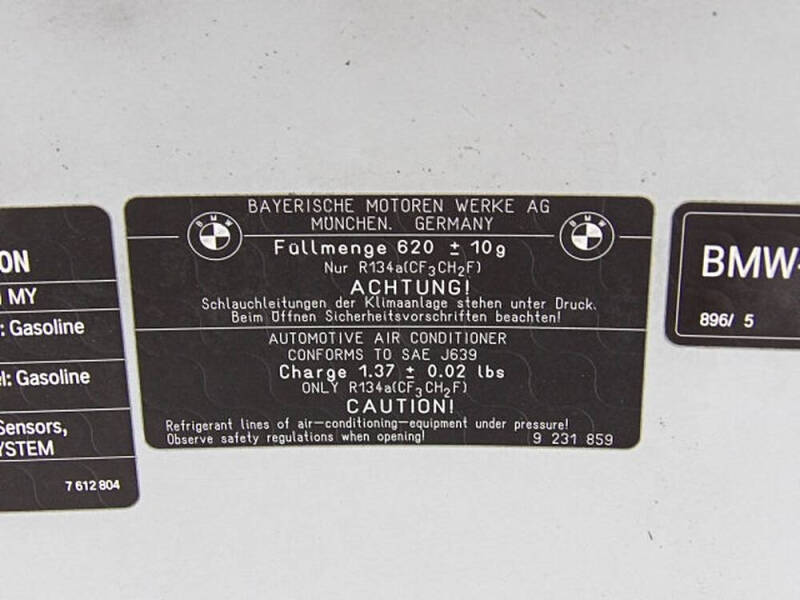 ON
MY
: Gasoline
el: Gasoline
Sensors,
YSTEM
7 612 804
BAYERISCHE MOTOREN WERKE AG
MÜNCHEN. GERMANY
BMW
BMW
Füllmenge 620 ± 10g
Nur R134a(CF₃CH₂F)
ACHTUNG!
Schlauchleitungen der Klimaanlage stehen unter Druck.
Beim Öffnen Sicherheitsvorschriften beachten!
AUTOMOTIVE AIR CONDITIONER
CONFORMS TO SAE J639
Charge 1.37 ± 0.02 lbs
ONLY R134a(CF₃CH₂F)
CAUTION!
Refrigerant lines of air-conditioning-equipment under pressure!
Observe safety regulations when opening!
9 231 859
BMW-
896/ 5